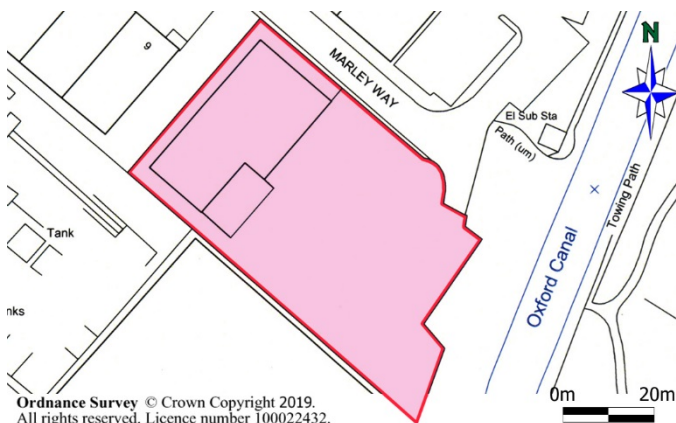 N
9
MARLEY WAY
El Sub Sta
Path (um)
Tank
Towing Path
Oxford Canal
nks
0m 20m
Ordnance Survey © Crown Copyright 2019.
All rights reserved. Licence number 100022432.